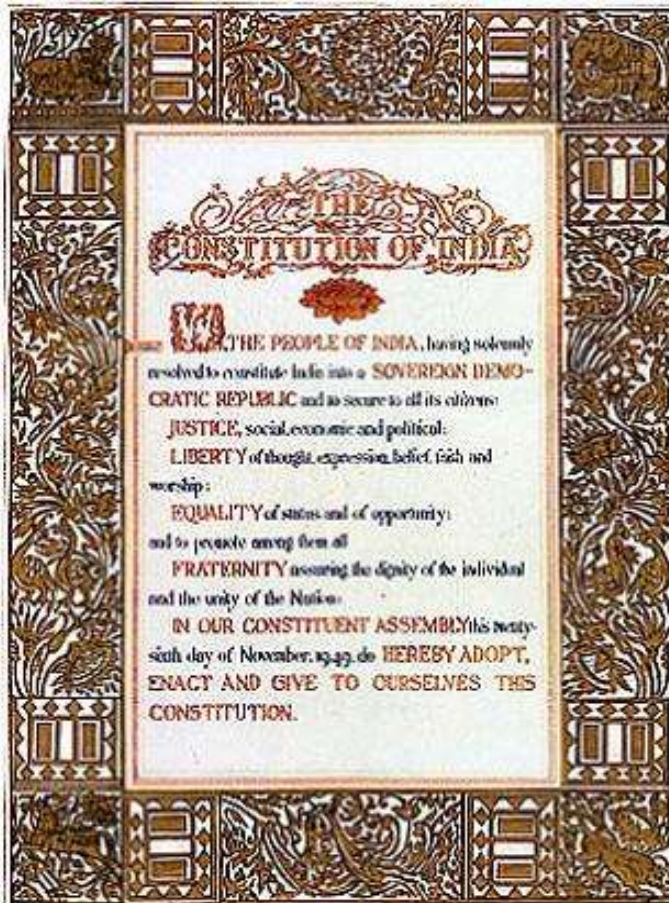 THE
CONSTITUTION OF INDIA
WE, THE PEOPLE OF INDIA, having solemnly
resolved to constitute India into a SOVEREIGN DEMO-
CRATIC REPUBLIC and to secure to all its citizens:
JUSTICE, social, economic and political;
LIBERTY of thought, expression, belief, faith and
worship;
EQUALITY of status and of opportunity;
and to promote among them all
FRATERNITY assuring the dignity of the individual
and the unity of the Nation;
IN OUR CONSTITUENT ASSEMBLY this twenty-
sixth day of November, 1949, do HEREBY ADOPT,
ENACT AND GIVE TO OURSELVES THIS
CONSTITUTION.